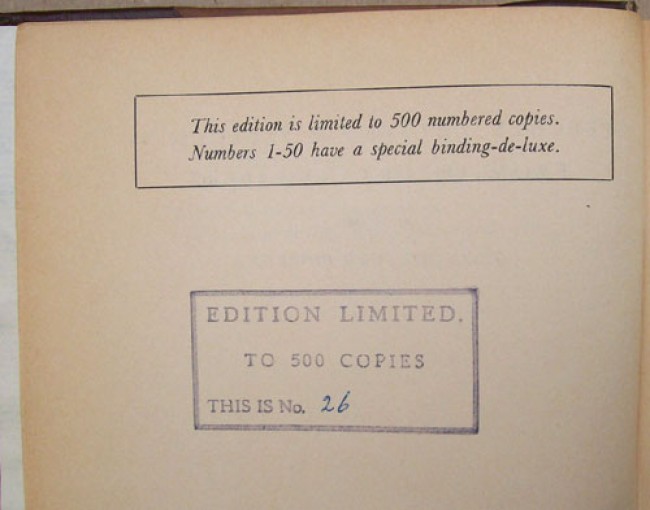 This edition is limited to 500 numbered copies.
Numbers 1-50 have a special binding-de-luxe.
EDITION LIMITED.
TO 500 COPIES
THIS IS No. 26